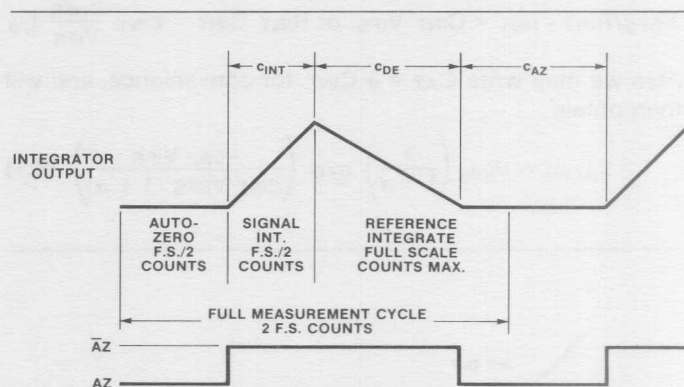 cINT cDE cAZ
INTEGRATOR
OUTPUT
AUTO-
ZERO
F.S./2
COUNTS
SIGNAL
INT.
F.S./2
COUNTS
REFERENCE
INTEGRATE
FULL SCALE
COUNTS MAX.
FULL MEASUREMENT CYCLE
2 F.S. COUNTS
A̅Z̅
AZ